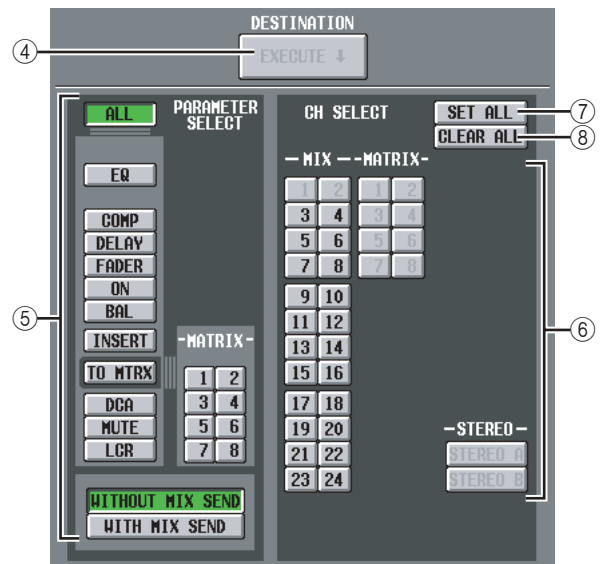 DESTINATION
④
EXECUTE ↓
ALL
PARAMETER
SELECT
EQ
COMP
DELAY
FADER
ON
BAL
INSERT
TO MTRX
DCA
MUTE
LCR
-MATRIX-
1 2
3 4
5 6
7 8
WITHOUT MIX SEND
WITH MIX SEND
⑤
CH SELECT
SET ALL
⑦
CLEAR ALL
⑧
— MIX — -MATRIX-
1 2 1 2
3 4 3 4
5 6 5 6
7 8 7 8
9 10
11 12
13 14
15 16
17 18
19 20
21 22
23 24
-STEREO-
STEREO A
STEREO B
⑥